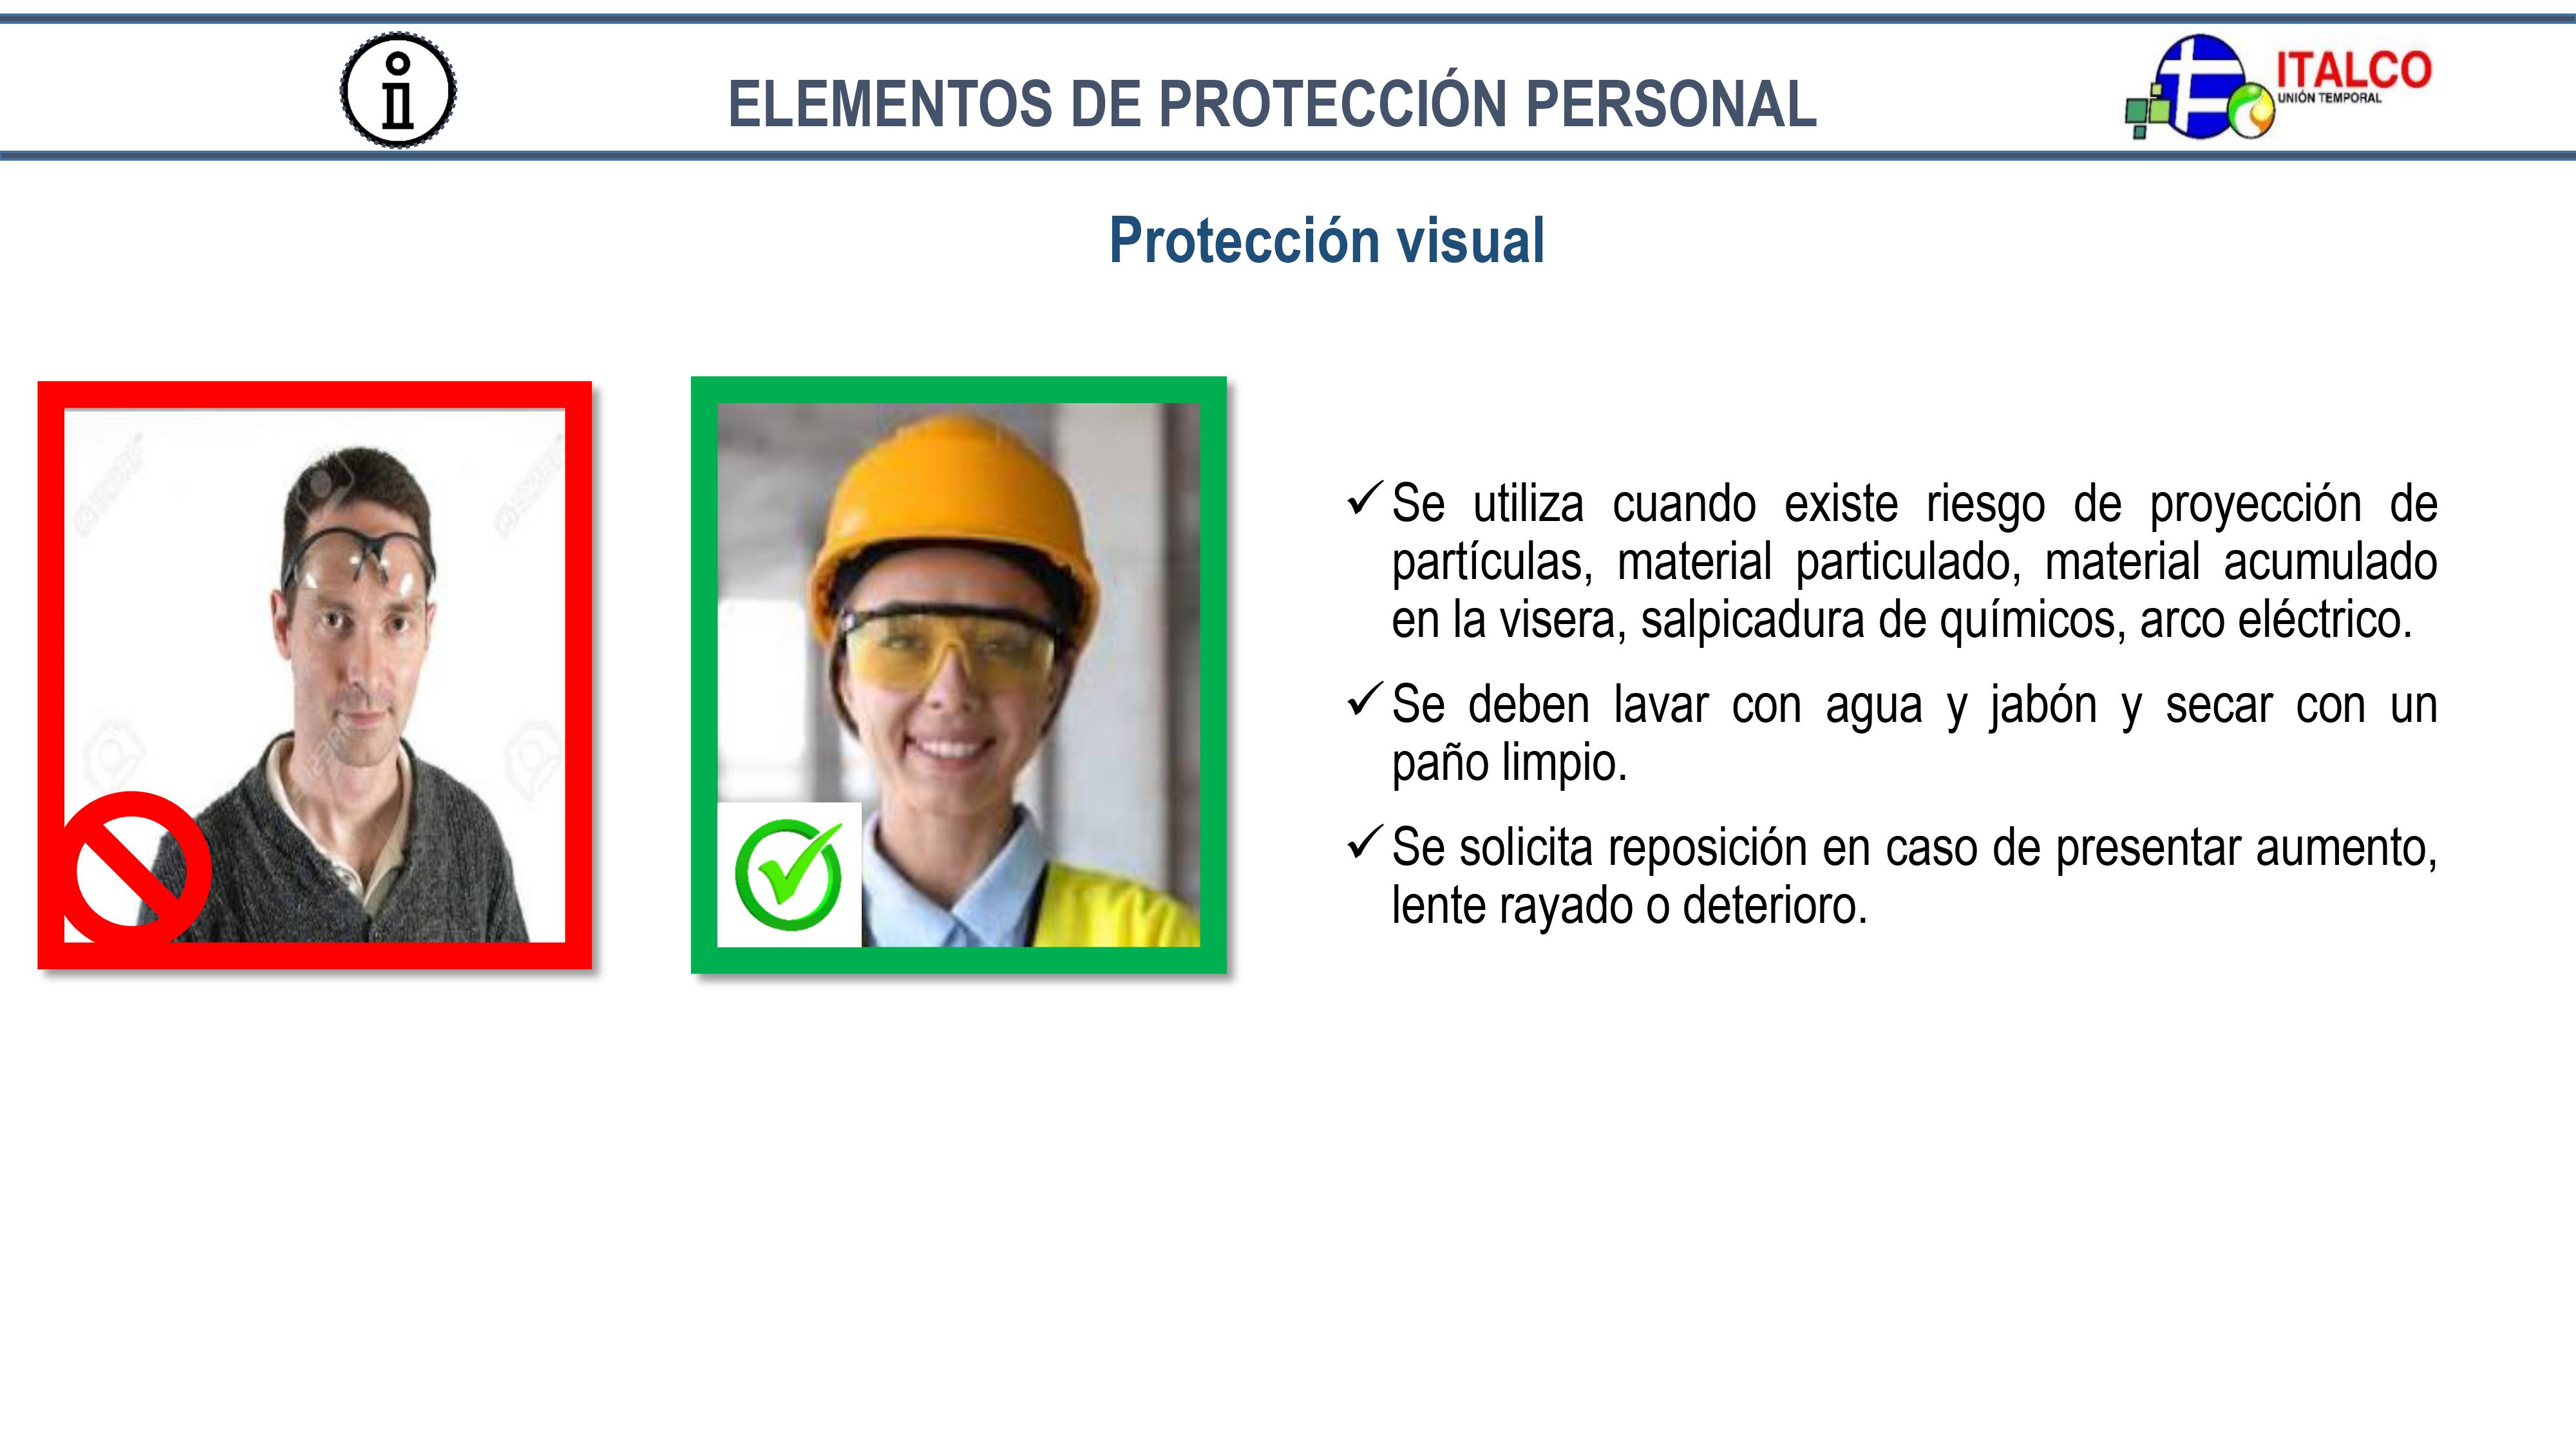 ELEMENTOS DE PROTECCIÓN PERSONAL
ITALCO
UNIÓN TEMPORAL
Protección visual
Se utiliza cuando existe riesgo de proyección de
partículas, material particulado, material acumulado
en la visera, salpicadura de químicos, arco eléctrico.
Se deben lavar con agua y jabón y secar con un
paño limpio.
Se solicita reposición en caso de presentar aumento,
lente rayado o deterioro.